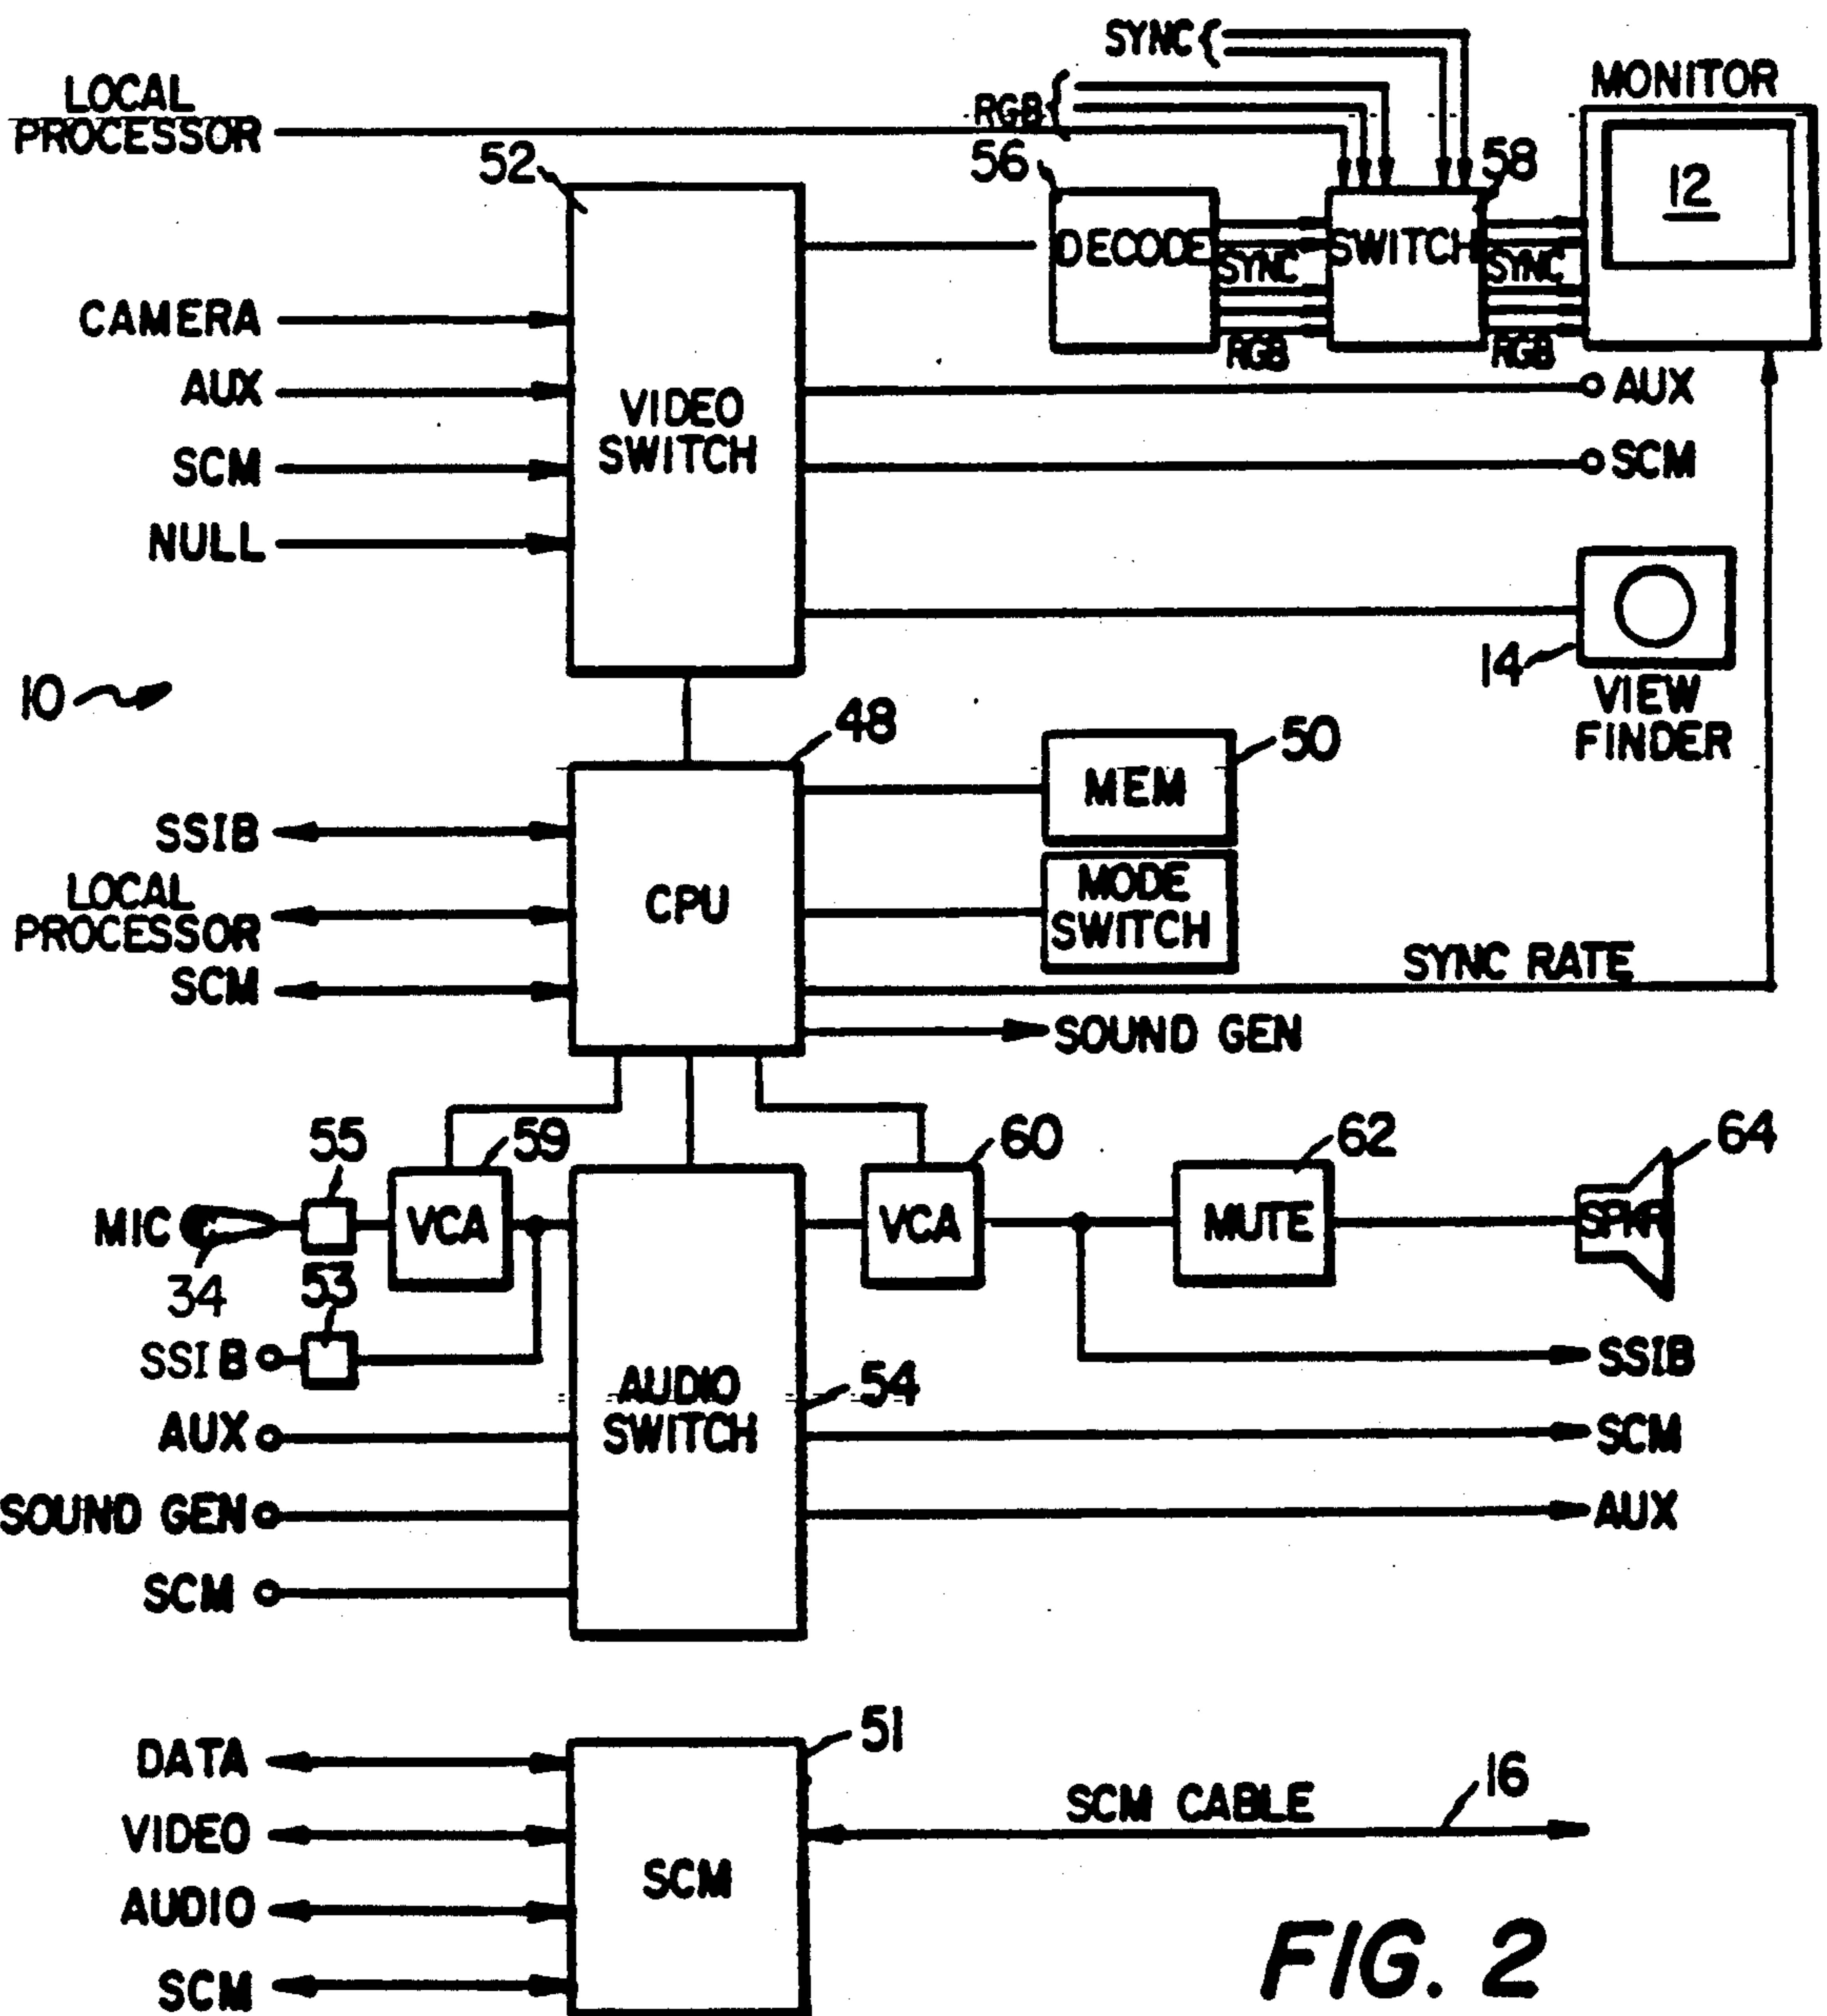 SYNC {
MONITOR
LOCAL
PROCESSOR
RGB {
52
56
58
12
DECODE
SWITCH
SYNC
SYNC
RGB
RGB
CAMERA
AUX
SCM
NULL
VIDEO
SWITCH
AUX
SCM
14
VIEW
FINDER
10
48
50
MEM
SSIB
LOCAL
PROCESSOR
SCM
CPU
MODE
SWITCH
SYNC RATE
SOUND GEN
55
59
60
62
64
MIC
VCA
VCA
MUTE
SPKR
34
53
SSIB
SSIB
AUDIO
SWITCH
54
AUX
SCM
SOUND GEN
AUX
SCM
51
DATA
VIDEO
AUDIO
SCM
SCM
SCM CABLE
16
FIG. 2